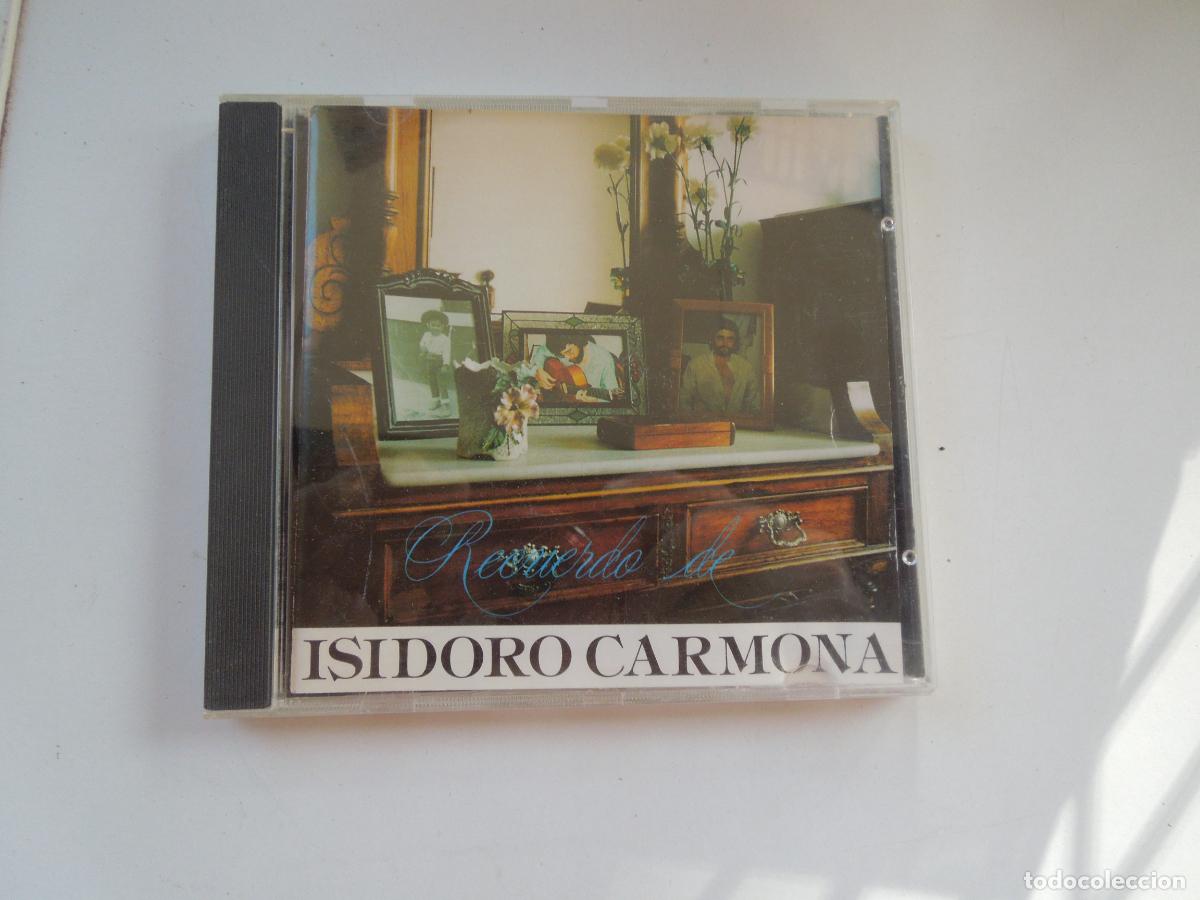 Recuerdo de
ISIDORO CARMONA
todocoleccion